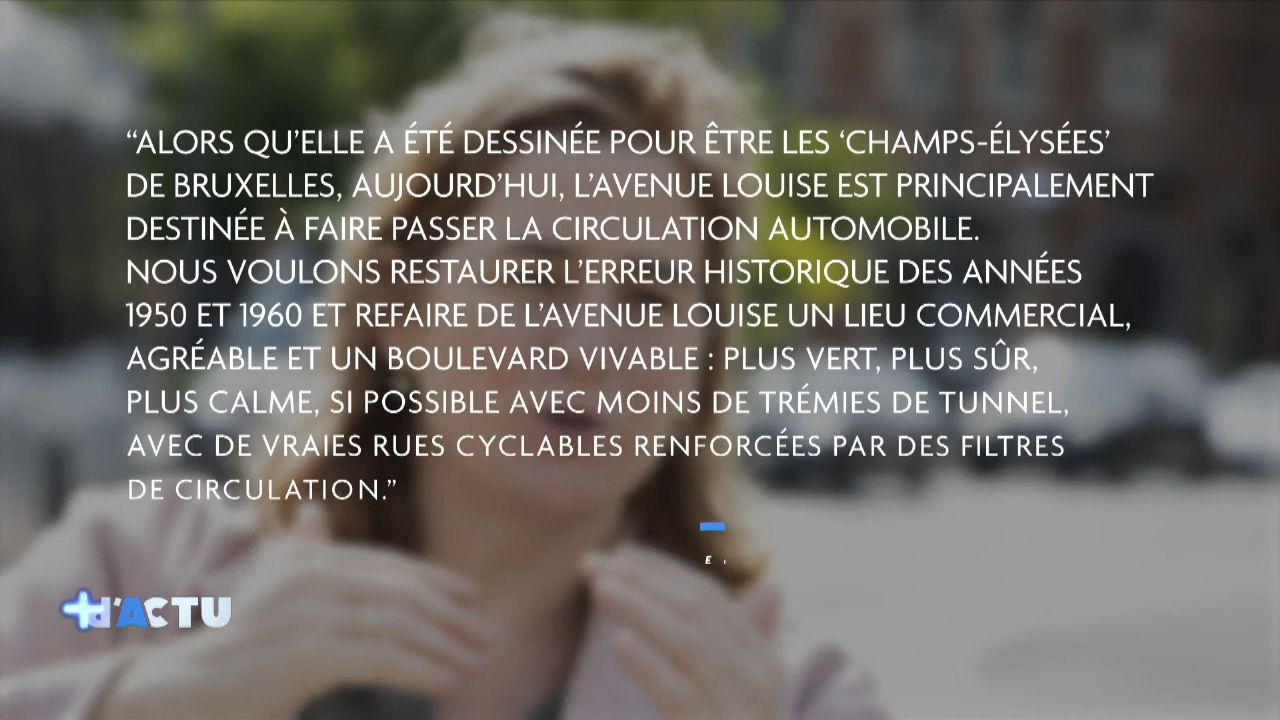 “ALORS QU’ELLE A ÉTÉ DESSINÉE POUR ÊTRE LES ‘CHAMPS-ÉLYSÉES’
DE BRUXELLES, AUJOURD’HUI, L’AVENUE LOUISE EST PRINCIPALEMENT
DESTINÉE À FAIRE PASSER LA CIRCULATION AUTOMOBILE.
NOUS VOULONS RESTAURER L’ERREUR HISTORIQUE DES ANNÉES
1950 ET 1960 ET REFAIRE DE L’AVENUE LOUISE UN LIEU COMMERCIAL,
AGRÉABLE ET UN BOULEVARD VIVABLE : PLUS VERT, PLUS SÛR,
PLUS CALME, SI POSSIBLE AVEC MOINS DE TRÉMIES DE TUNNEL,
AVEC DE VRAIES RUES CYCLABLES RENFORCÉES PAR DES FILTRES
DE CIRCULATION.”
+d’ACTU